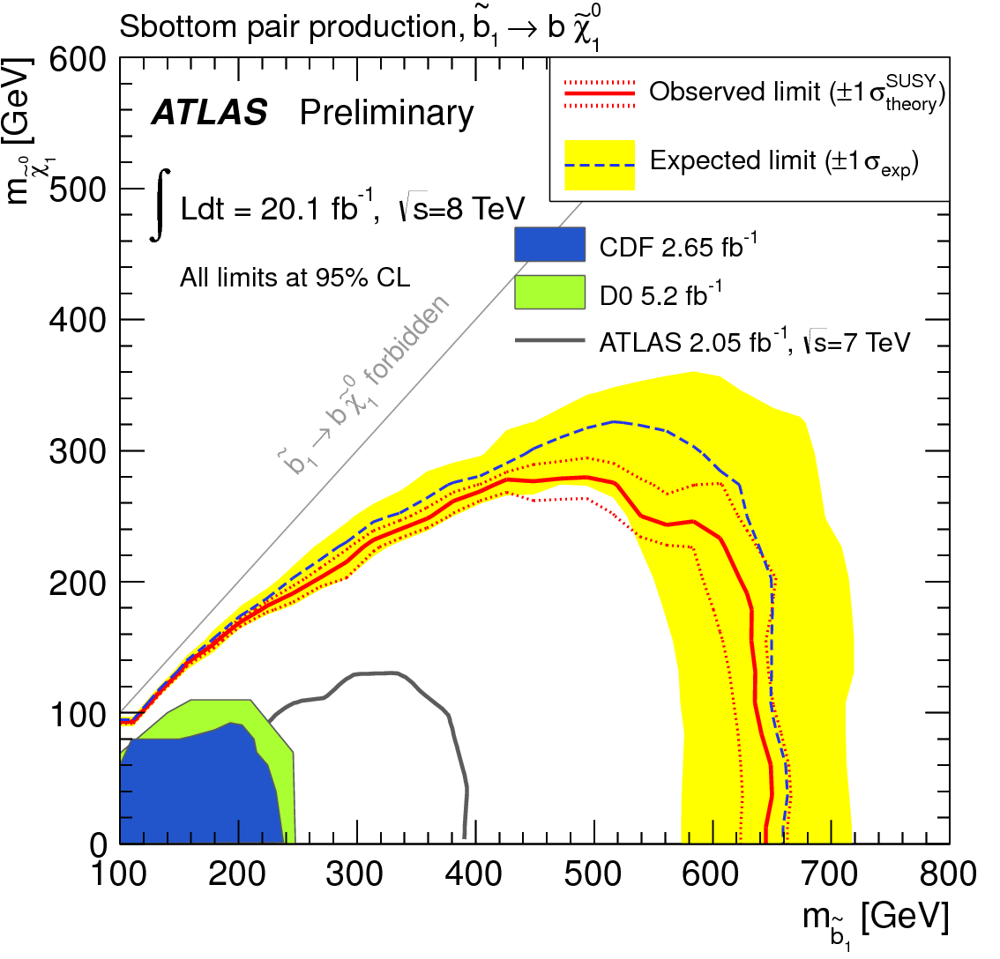 Sbottom pair production, b̃₁ → b χ̃₁⁰
m_χ̃₁⁰ [GeV]
600
500
400
300
200
100
0
ATLAS Preliminary
∫ Ldt = 20.1 fb⁻¹, √s=8 TeV
All limits at 95% CL
Observed limit (±1 σ_theory^SUSY)
Expected limit (±1 σ_exp)
CDF 2.65 fb⁻¹
D0 5.2 fb⁻¹
ATLAS 2.05 fb⁻¹, √s=7 TeV
b̃₁ → b χ̃₁⁰ forbidden
100 200 300 400 500 600 700 800
m_b̃₁ [GeV]